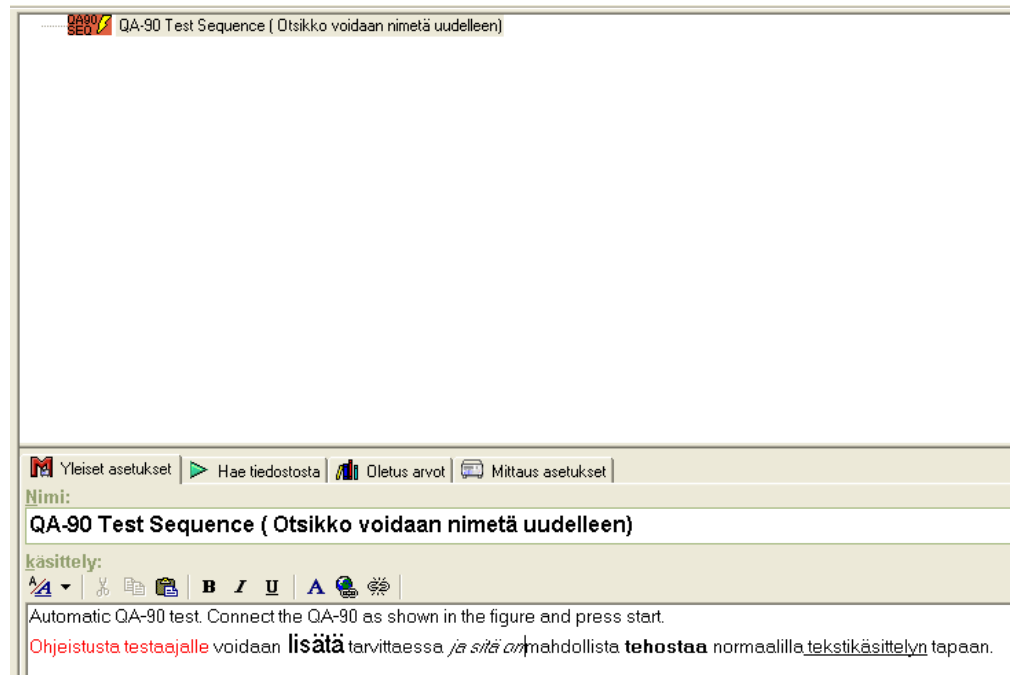 QA90 SEQ QA-90 Test Sequence ( Otsikko voidaan nimetä uudelleen)
Yleiset asetukset Hae tiedostosta Oletus arvot Mittaus asetukset
Nimi:
QA-90 Test Sequence ( Otsikko voidaan nimetä uudelleen)
käsittely:
A/A B I U A
Automatic QA-90 test. Connect the QA-90 as shown in the figure and press start.
Ohjeistusta testaajalle voidaan lisätä tarvittaessa ja sitä on mahdollista tehostaa normaalilla tekstikäsittelyn tapaan.